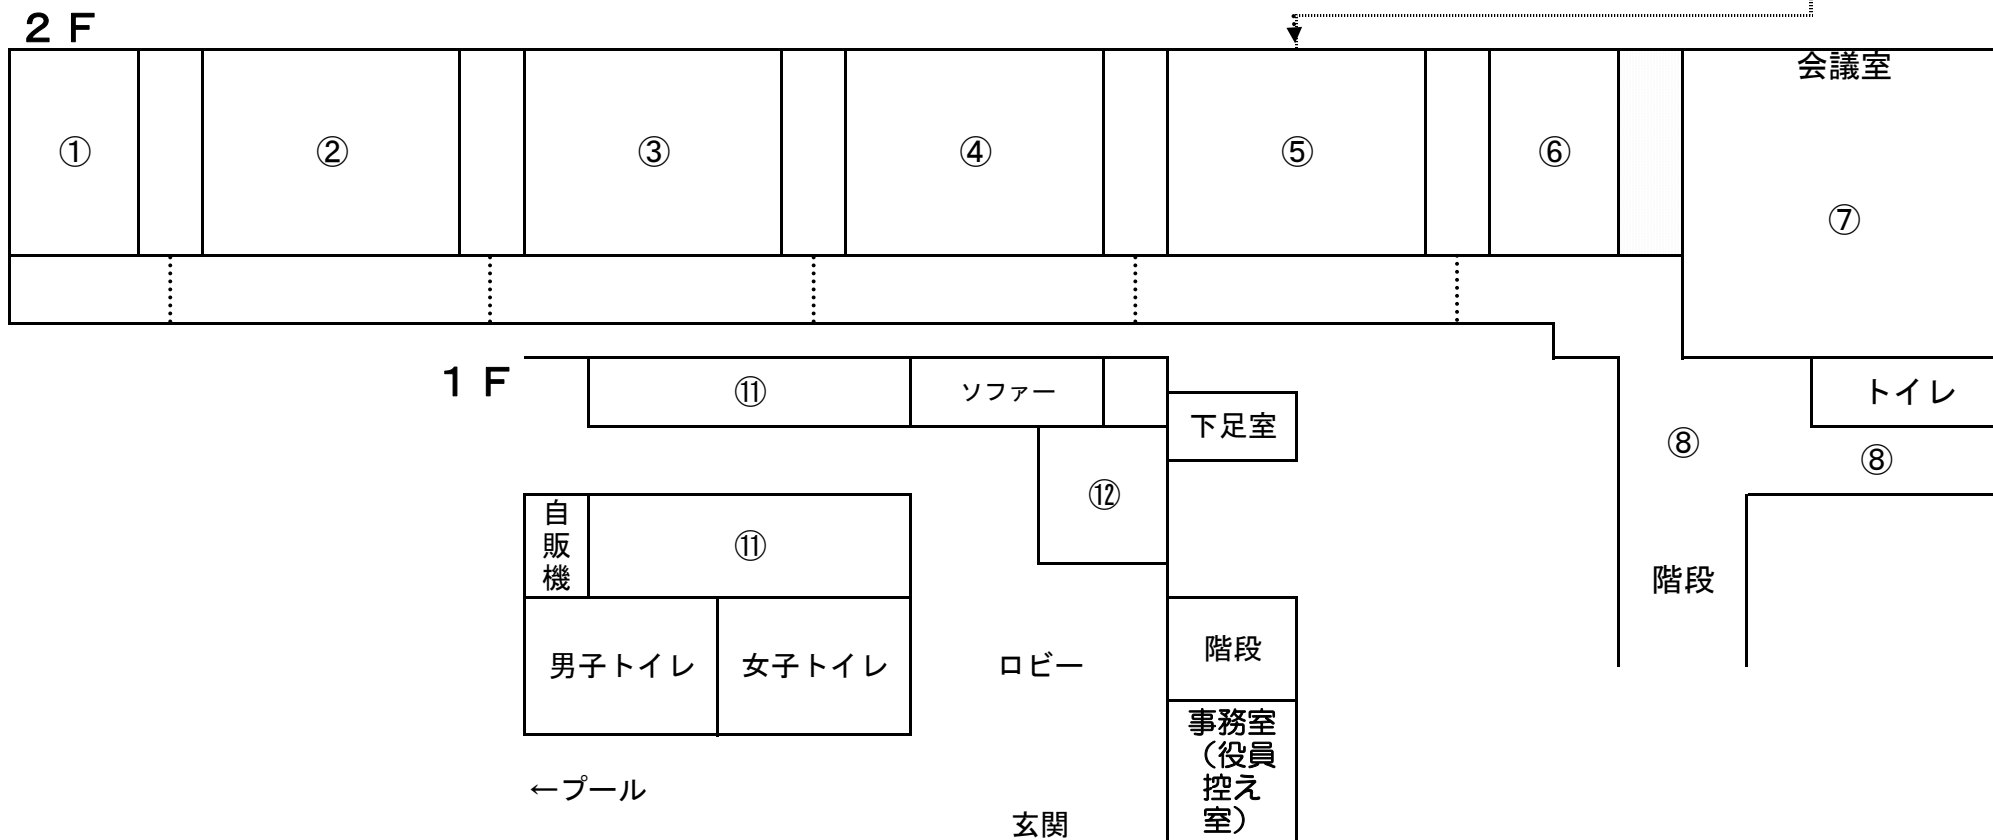 ２Ｆ
会議室
①
②
③
④
⑤
⑥
⑦
１Ｆ
⑪
ソファー
下足室
トイレ
⑧
⑧
⑫
自
販
機
⑪
階段
男子トイレ
女子トイレ
ロビー
階段
事務室
（役員
控え
室）
←プール
玄関